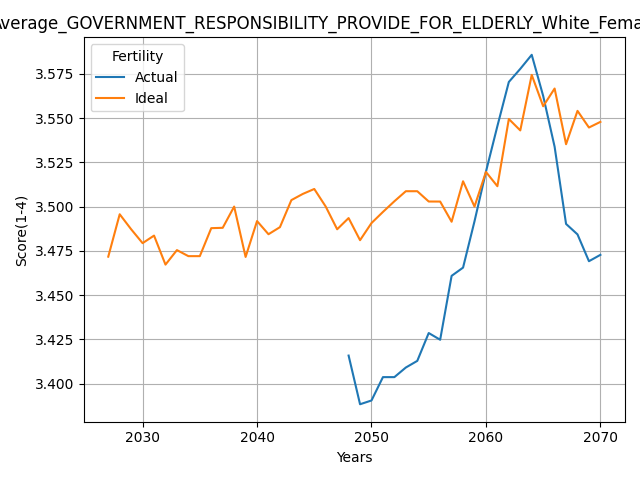 Average_GOVERNMENT_RESPONSIBILITY_PROVIDE_FOR_ELDERLY_White_Fema
Fertility
Actual
Ideal
3.575
3.550
3.525
3.500
3.475
3.450
3.425
3.400
Score(1-4)
2030 2040 2050 2060 2070
Years